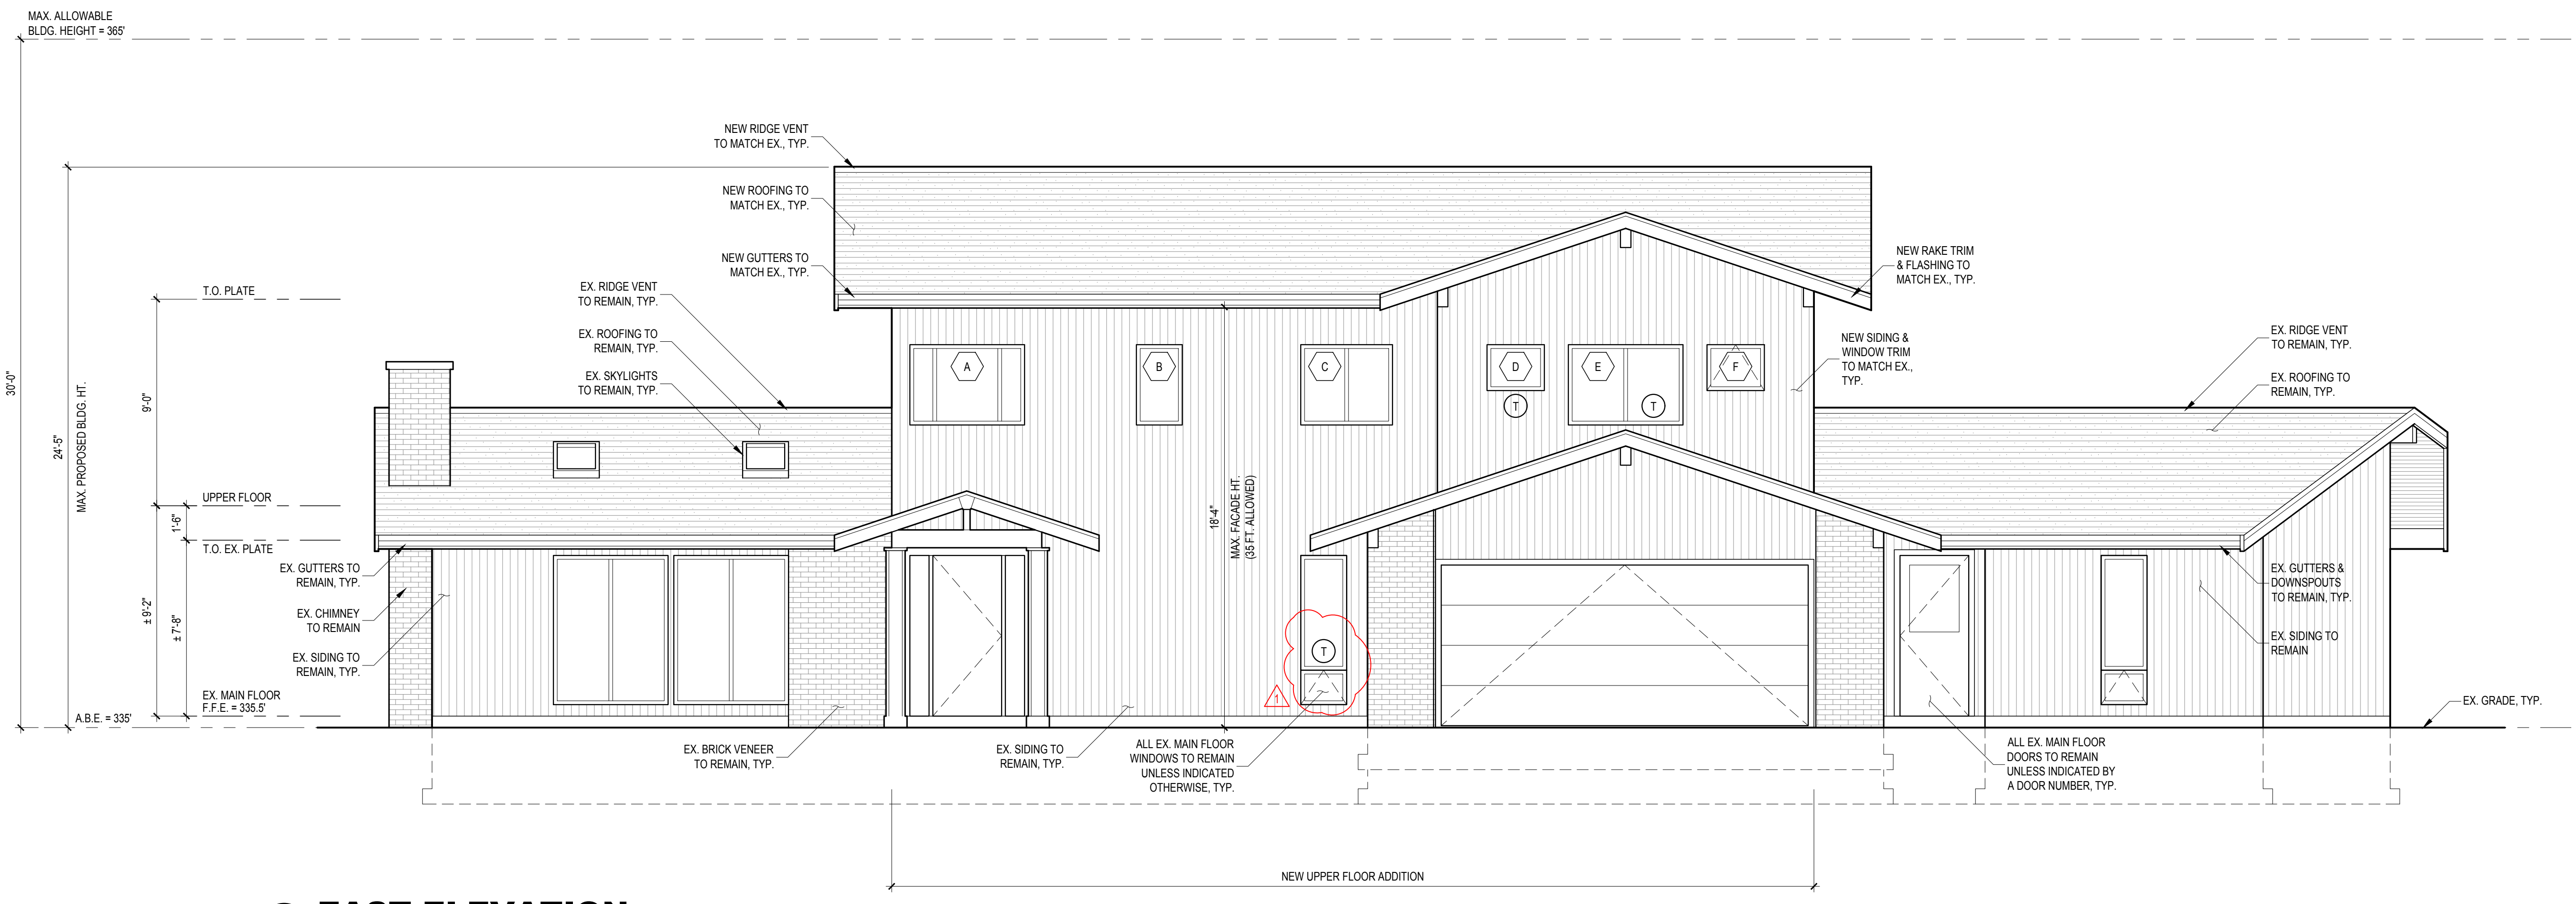 MAX. ALLOWABLE
BLDG. HEIGHT = 365'
30'-0"
24'-5"
MAX. PROPOSED BLDG. HT.
NEW RIDGE VENT
TO MATCH EX., TYP.
NEW ROOFING TO
MATCH EX., TYP.
NEW GUTTERS TO
MATCH EX., TYP.
NEW RAKE TRIM
& FLASHING TO
MATCH EX., TYP.
T.O. PLATE
9'-0"
UPPER FLOOR
1'-6"
T.O. EX. PLATE
± 9'-2"
± 7'-8"
EX. MAIN FLOOR
F.F.E. = 335.5'
A.B.E. = 335'
EX. RIDGE VENT
TO REMAIN, TYP.
EX. ROOFING TO
REMAIN, TYP.
EX. SKYLIGHTS
TO REMAIN, TYP.
EX. GUTTERS TO
REMAIN, TYP.
EX. CHIMNEY
TO REMAIN
EX. SIDING TO
REMAIN, TYP.
A
B
C
D
E
F
T
T
T
1
18'-4"
MAX. FACADE HT.
(35 FT. ALLOWED)
NEW SIDING &
WINDOW TRIM
TO MATCH EX.,
TYP.
EX. RIDGE VENT
TO REMAIN, TYP.
EX. ROOFING TO
REMAIN, TYP.
EX. GUTTERS &
DOWNSPOUTS
TO REMAIN, TYP.
EX. SIDING TO
REMAIN
EX. GRADE, TYP.
EX. BRICK VENEER
TO REMAIN, TYP.
EX. SIDING TO
REMAIN, TYP.
ALL EX. MAIN FLOOR
WINDOWS TO REMAIN
UNLESS INDICATED
OTHERWISE, TYP.
ALL EX. MAIN FLOOR
DOORS TO REMAIN
UNLESS INDICATED BY
A DOOR NUMBER, TYP.
NEW UPPER FLOOR ADDITION
EAST ELEVATION